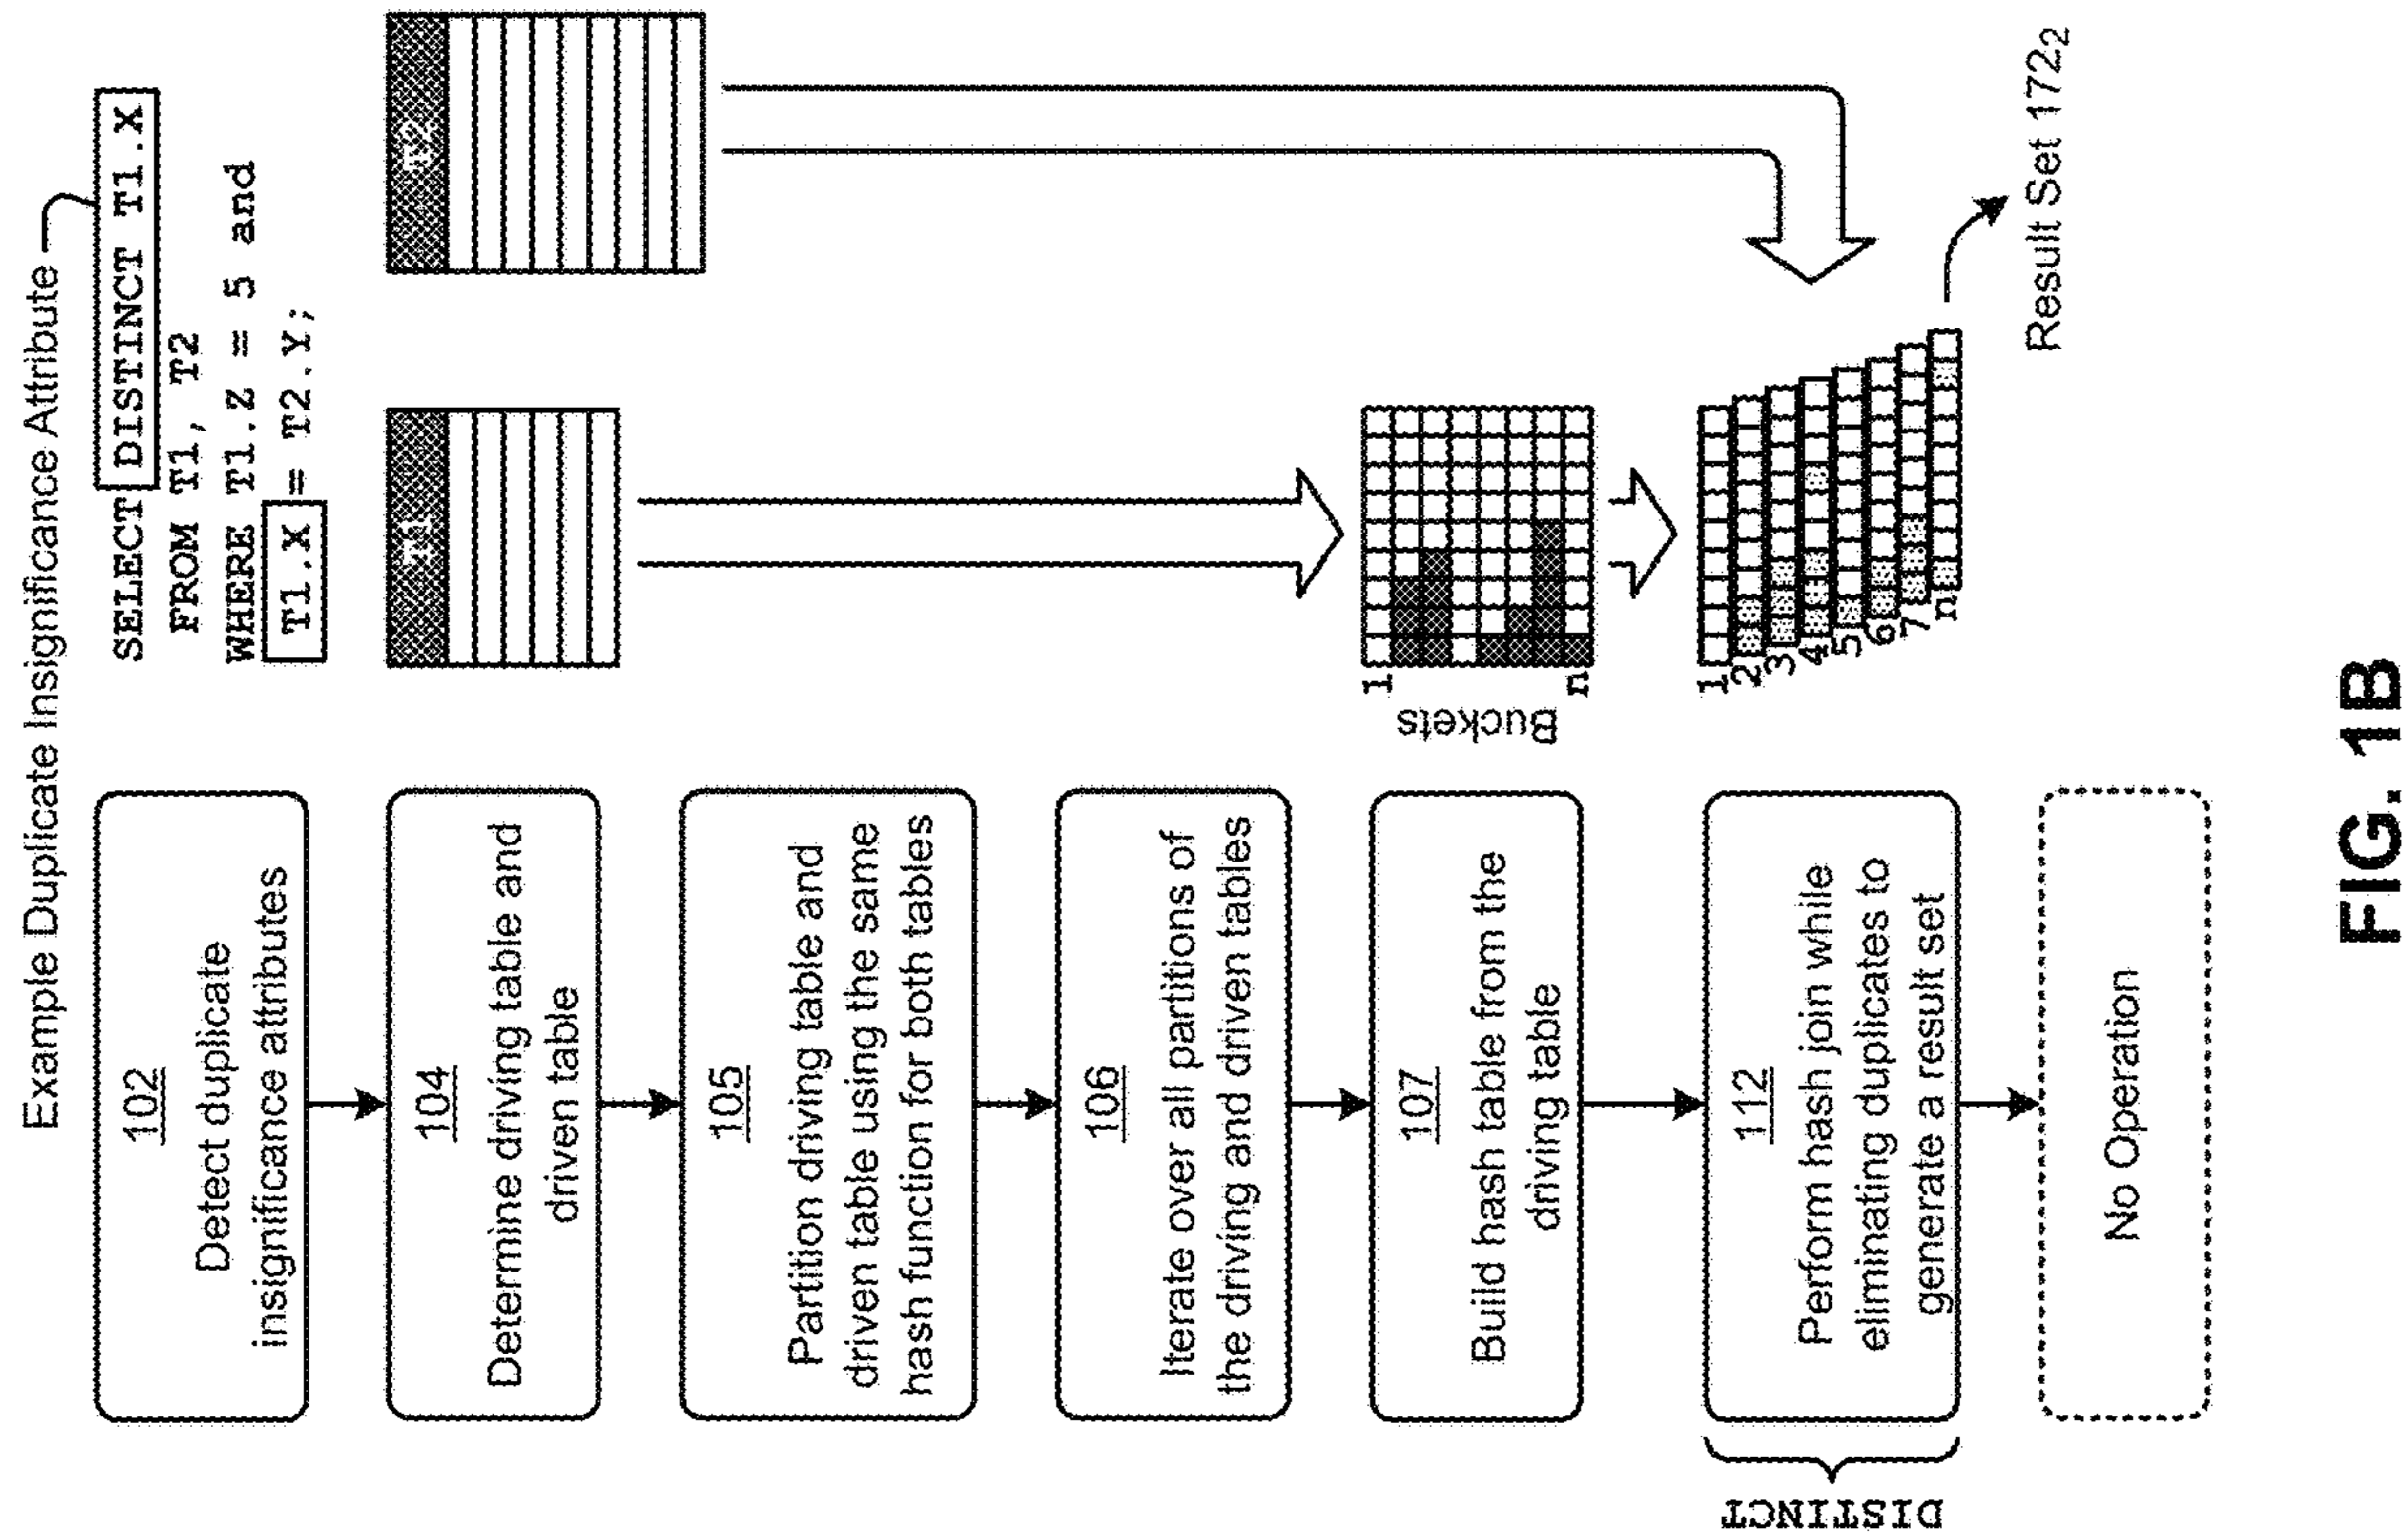 Example Duplicate Insignificance Attribute
SELECT DISTINCT T1.X
FROM T1, T2
WHERE T1.Z = 5 and
T1.X = T2.Y;
102
Detect duplicate
insignificance attributes
104
Determine driving table and
driven table
T1
T2
105
Partition driving table and
driven table using the same
hash function for both tables
106
Iterate over all partitions of
the driving and driven tables
107
Build hash table from the
driving table
Buckets
1
n
DISTINCT
112
Perform hash join while
eliminating duplicates to
generate a result set
1
2
3
4
5
6
7
n
Result Set 172₂
No Operation
FIG. 1B